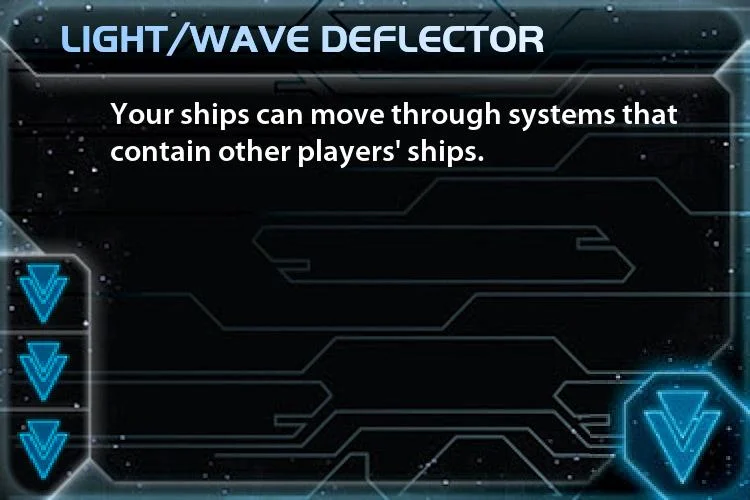 LIGHT/WAVE DEFLECTOR
Your ships can move through systems that
contain other players' ships.